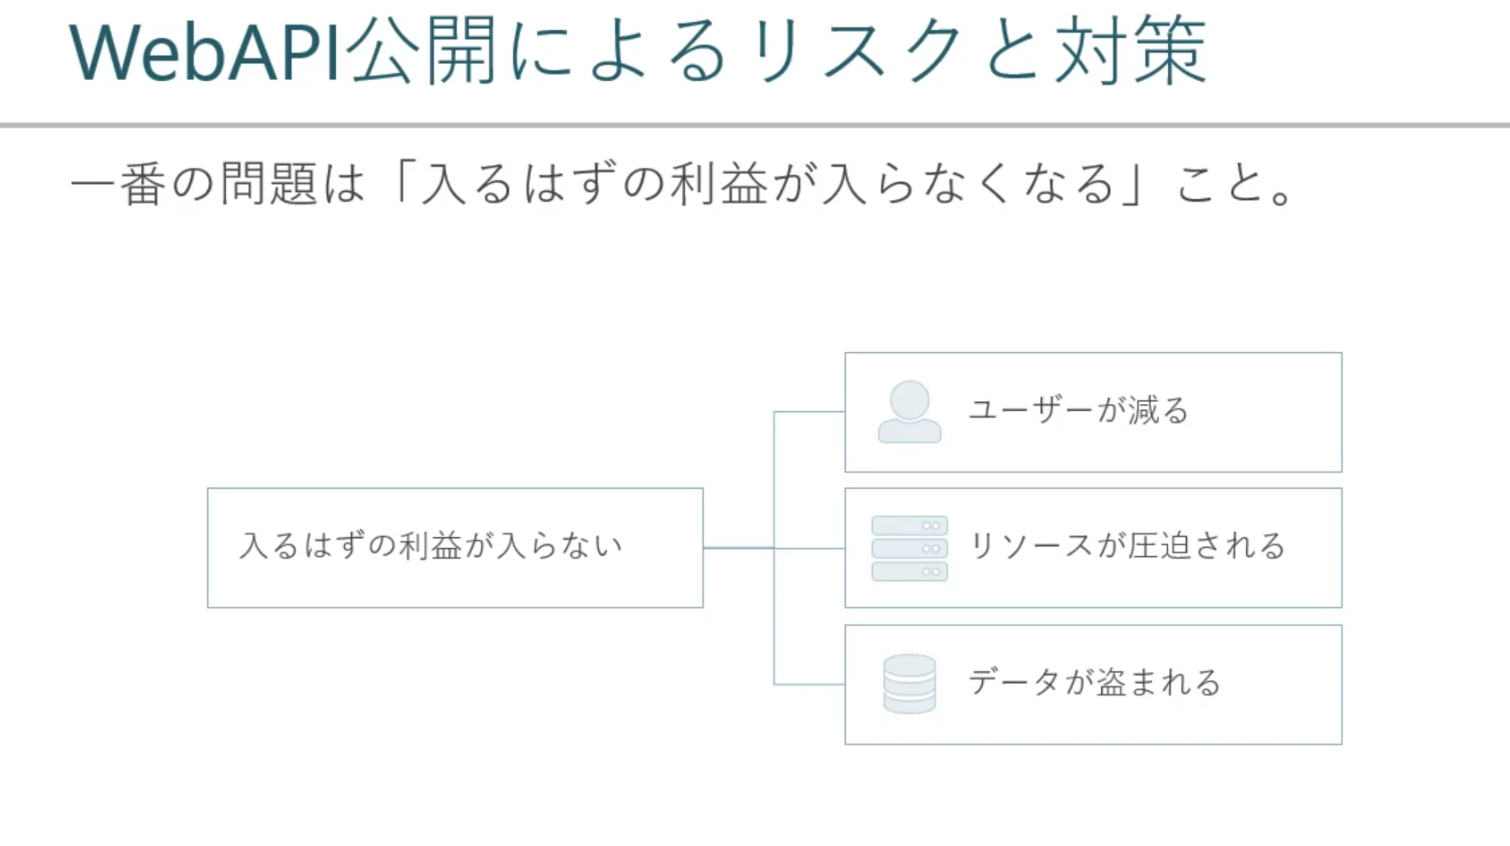 WebAPI公開によるリスクと対策
一番の問題は「入るはずの利益が入らなくなる」こと。
入るはずの利益が入らない
ユーザーが減る
リソースが圧迫される
データが盗まれる